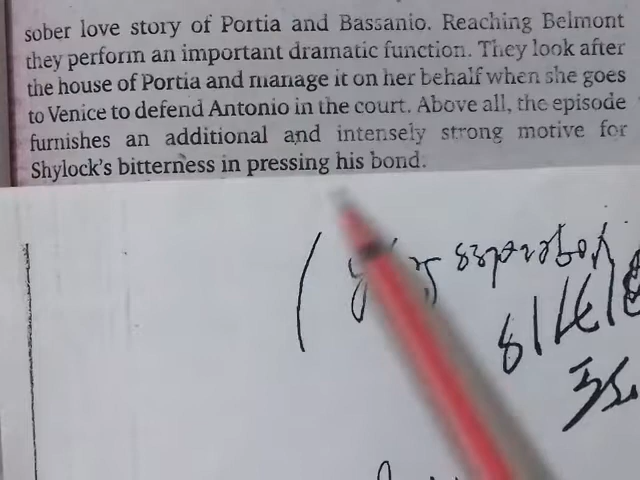 sober love story of Portia and Bassanio. Reaching Belmont
they perform an important dramatic function. They look after
the house of Portia and manage it on her behalf when she goes
to Venice to defend Antonio in the court. Above all, the episode
furnishes an additional and intensely strong motive for
Shylock's bitterness in pressing his bond.